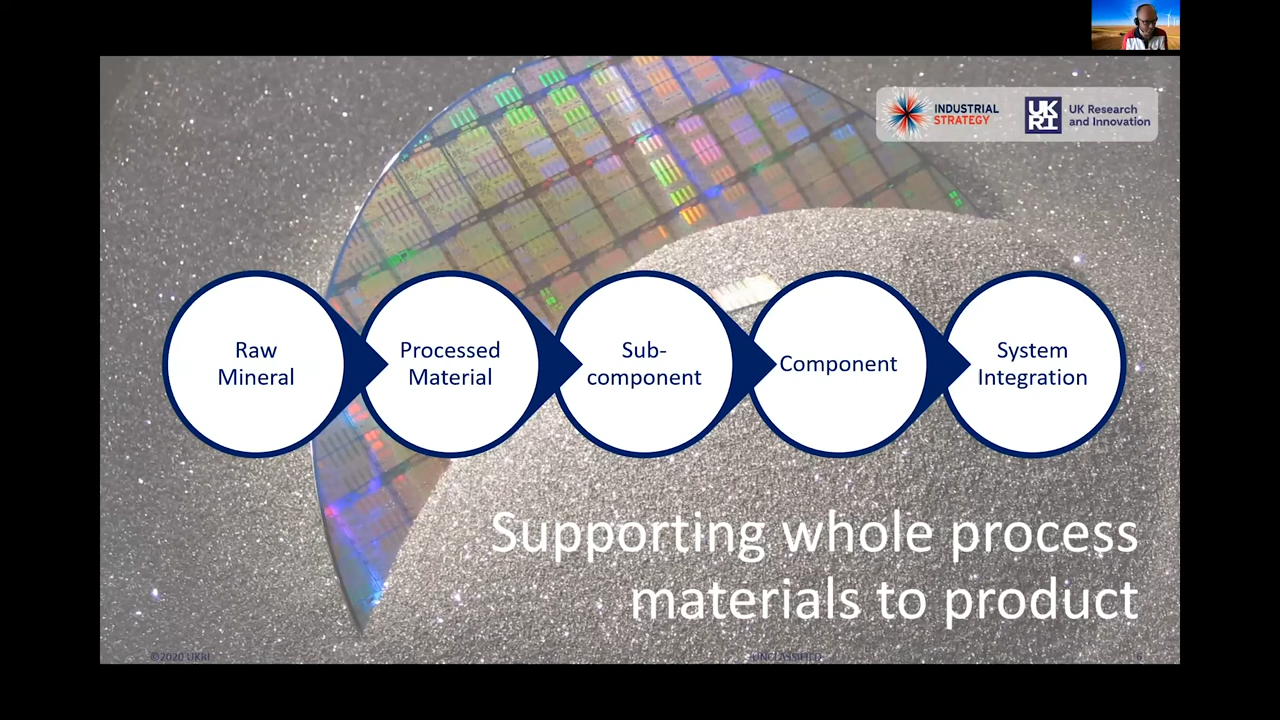 INDUSTRIAL
STRATEGY
UK
RI
UK Research
and Innovation
Raw
Mineral
Processed
Material
Sub-
component
Component
System
Integration
Supporting whole process
materials to product
©2020 UKRI
UNCLASSIFIED
6